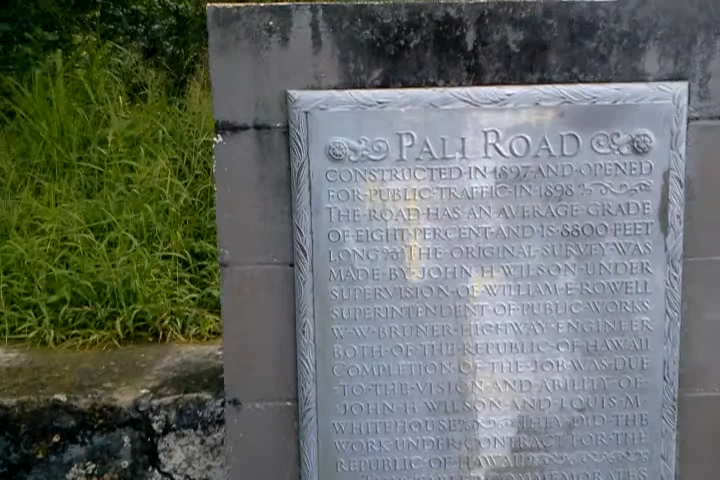 PALI ROAD
CONSTRUCTED·IN·1897·AND·OPENED
FOR·PUBLIC·TRAFFIC·IN·1898
THE·ROAD·HAS·AN·AVERAGE·GRADE
OF·EIGHT·PERCENT·AND·IS·8800·FEET
LONG THE·ORIGINAL·SURVEY·WAS
MADE·BY·JOHN·H·WILSON·UNDER
SUPERVISION·OF·WILLIAM·E·ROWELL
SUPERINTENDENT·OF·PUBLIC·WORKS
W·W·BRUNER·HIGHWAY·ENGINEER
BOTH·OF·THE·REPUBLIC·OF·HAWAII
COMPLETION·OF·THE·JOB·WAS·DUE
·TO·THE·VISION·AND·ABILITY·OF
JOHN·H·WILSON·AND·LOUIS·M·
WHITEHOUSE THEY·DID·THE
WORK·UNDER·CONTRACT·FOR·THE
REPUBLIC·OF·HAWAII
COMMEMORATES